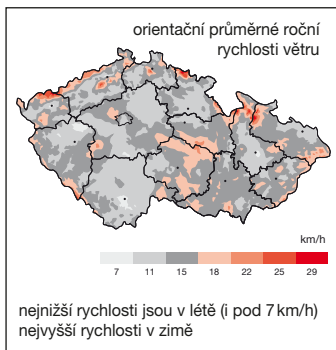 orientační průměrné roční
rychlosti větru
km/h
7 11 15 18 22 25 29
nejnižší rychlosti jsou v létě (i pod 7 km/h)
nejvyšší rychlosti v zimě